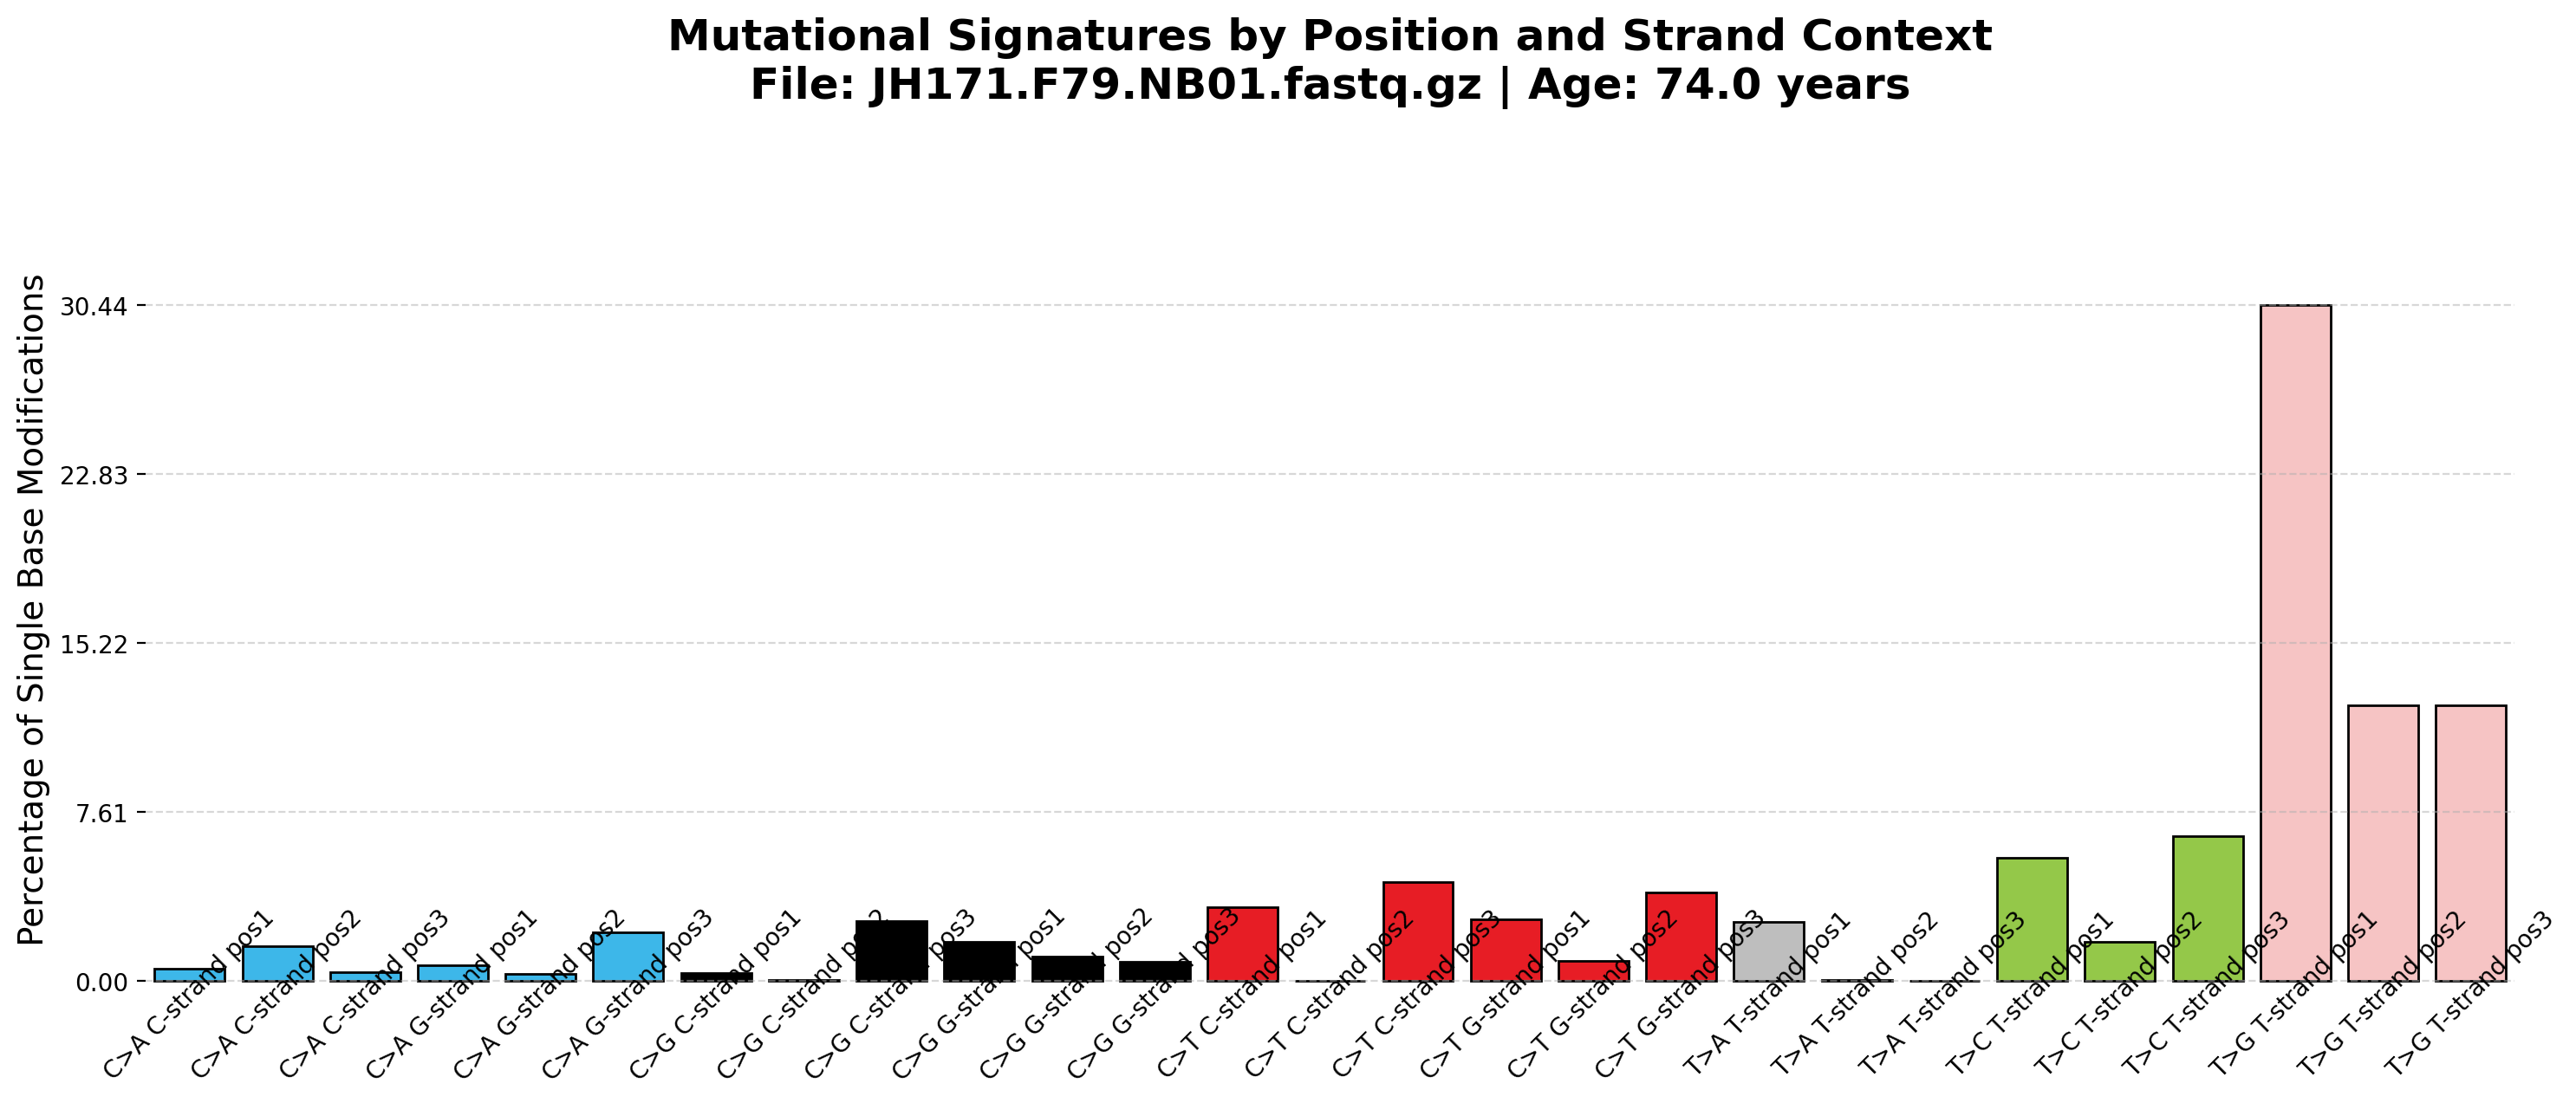 Mutational Signatures by Position and Strand Context
File: JH171.F79.NB01.fastq.gz | Age: 74.0 years
Percentage of Single Base Modifications
30.44
22.83
15.22
7.61
0.00
C>A C-strand pos1
C>A C-strand pos2
C>A C-strand pos3
C>A G-strand pos1
C>A G-strand pos2
C>A G-strand pos3
C>G C-strand pos1
C>G C-strand pos2
C>G C-strand pos3
C>G G-strand pos1
C>G G-strand pos2
C>G G-strand pos3
C>T C-strand pos1
C>T C-strand pos2
C>T C-strand pos3
C>T G-strand pos1
C>T G-strand pos2
C>T G-strand pos3
T>A T-strand pos1
T>A T-strand pos2
T>A T-strand pos3
T>C T-strand pos1
T>C T-strand pos2
T>C T-strand pos3
T>G T-strand pos1
T>G T-strand pos2
T>G T-strand pos3